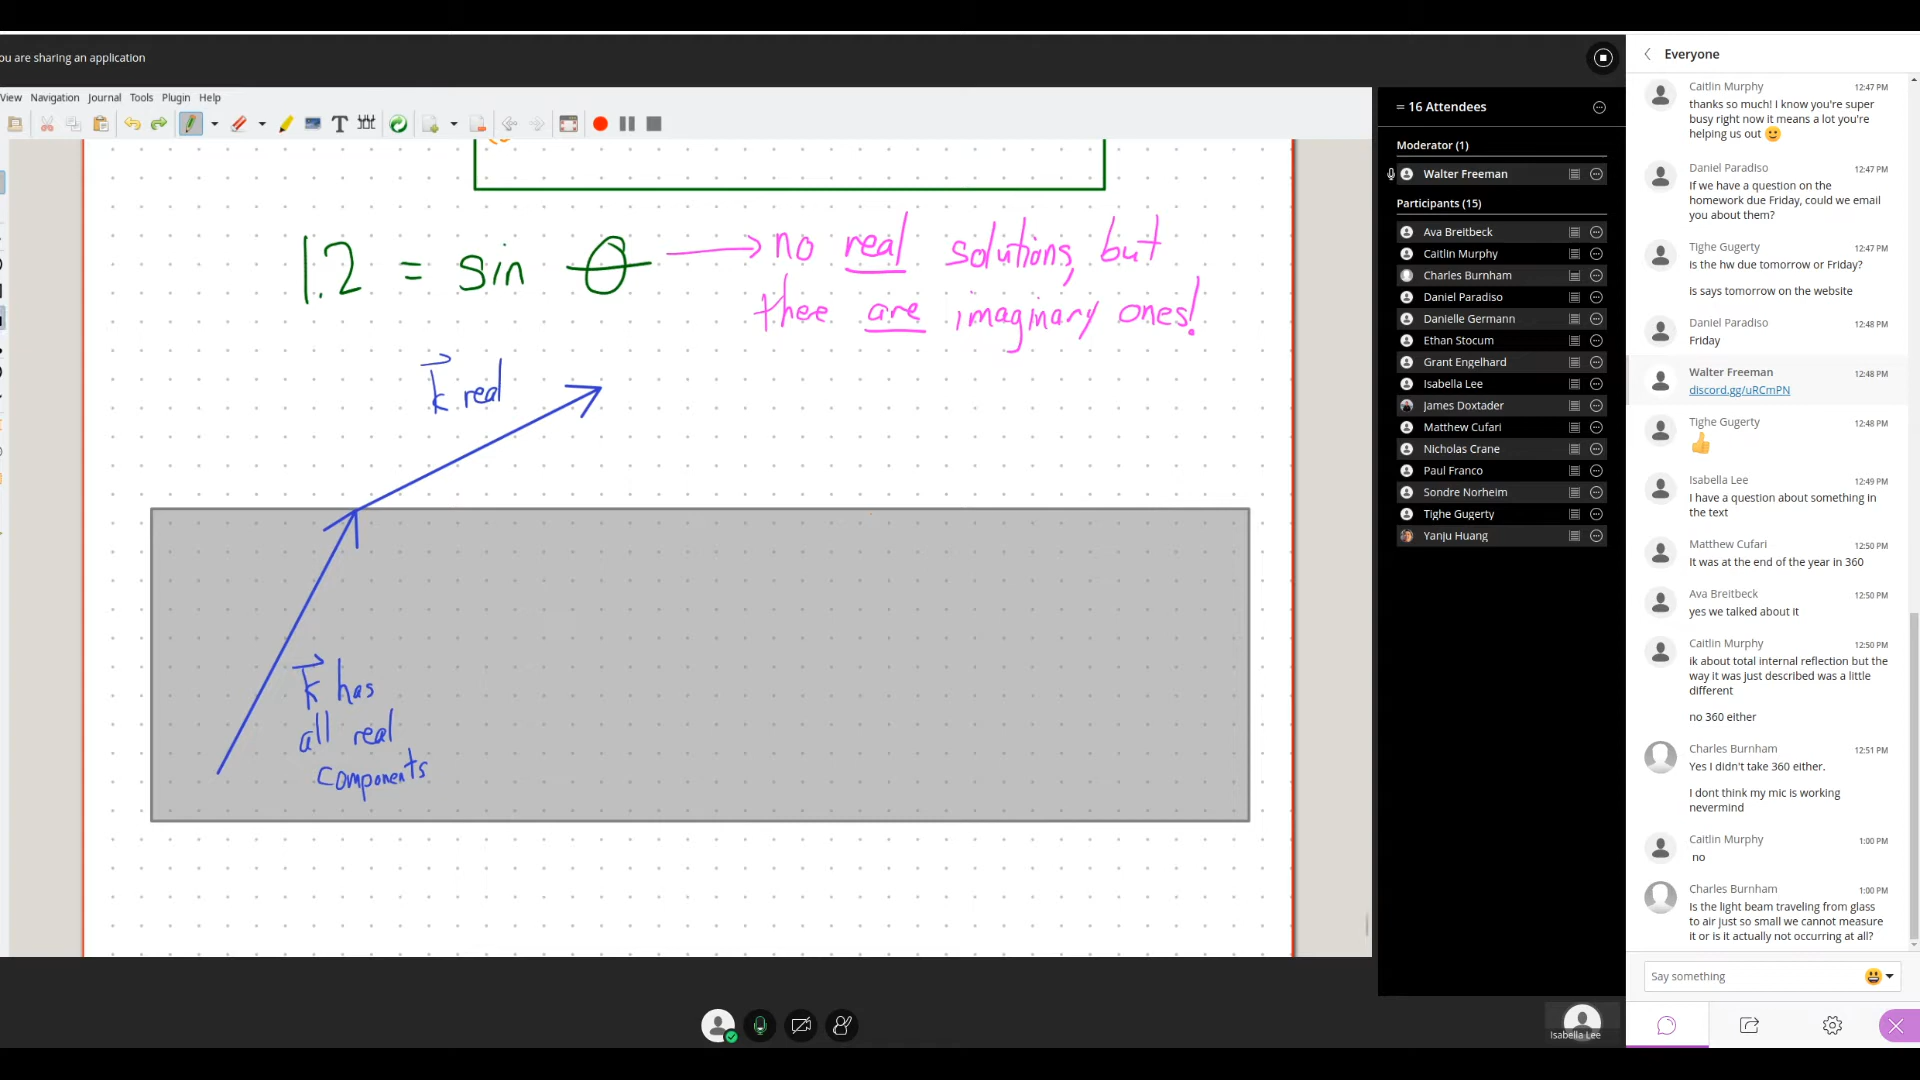 ou are sharing an application
View Navigation Journal Tools Plugin Help
1.2 = sin θ → no real solutions, but
thee are imaginary ones!
k real
k has
all real
components
16 Attendees
Moderator (1)
Walter Freeman
Participants (15)
Ava Breitbeck
Caitlin Murphy
Charles Burnham
Daniel Paradiso
Danielle Germann
Ethan Stocum
Grant Engelhard
Isabella Lee
James Doxtader
Matthew Cufari
Nicholas Crane
Paul Franco
Sondre Norheim
Tighe Gugerty
Yanju Huang
Isabella Lee
Everyone
Caitlin Murphy 12:47 PM
thanks so much! I know you're super
busy right now it means a lot you're
helping us out 🙂
Daniel Paradiso 12:47 PM
If we have a question on the
homework due Friday, could we email
you about them?
Tighe Gugerty 12:47 PM
is the hw due tomorrow or Friday?
is says tomorrow on the website
Daniel Paradiso 12:48 PM
Friday
Walter Freeman 12:48 PM
discord.gg/uRCmPN
Tighe Gugerty 12:48 PM
👍
Isabella Lee 12:49 PM
I have a question about something in
the text
Matthew Cufari 12:50 PM
It was at the end of the year in 360
Ava Breitbeck 12:50 PM
yes we talked about it
Caitlin Murphy 12:50 PM
ik about total internal reflection but the
way it was just described was a little
different
no 360 either
Charles Burnham 12:51 PM
Yes I didn't take 360 either.
I dont think my mic is working
nevermind
Caitlin Murphy 1:00 PM
no
Charles Burnham 1:00 PM
Is the light beam traveling from glass
to air just so small we cannot measure
it or is it actually not occurring at all?
Say something